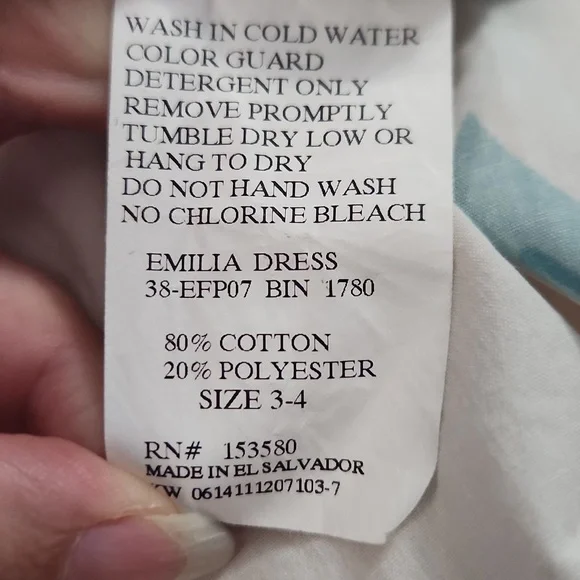 WASH IN COLD WATER
COLOR GUARD
DETERGENT ONLY
REMOVE PROMPTLY
TUMBLE DRY LOW OR
HANG TO DRY
DO NOT HAND WASH
NO CHLORINE BLEACH
EMILIA DRESS
38-EFP07 BIN 1780
80% COTTON
20% POLYESTER
SIZE 3-4
RN# 153580
MADE IN EL SALVADOR
KW 0614111207103-7